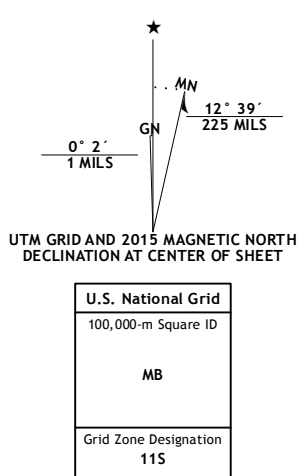 ★
MN
GN
12° 39´
225 MILS
0° 2´
1 MILS
UTM GRID AND 2015 MAGNETIC NORTH
DECLINATION AT CENTER OF SHEET
U.S. National Grid
100,000-m Square ID
MB
Grid Zone Designation
11S